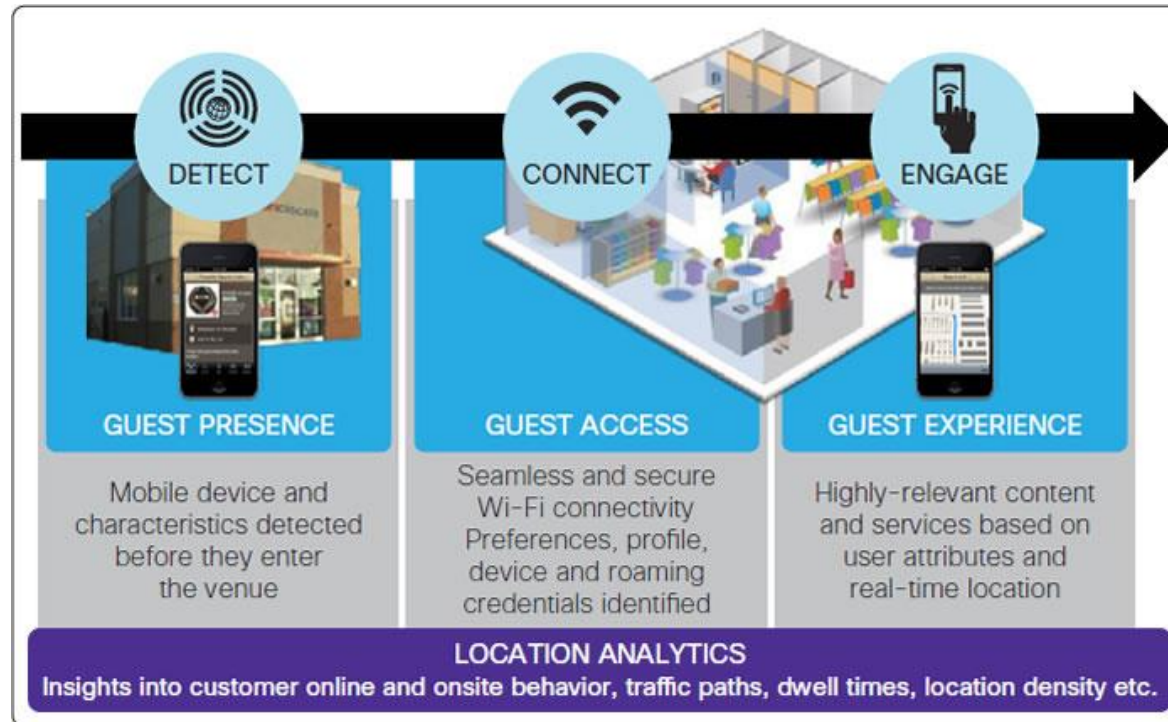 DETECT
CONNECT
ENGAGE
GUEST PRESENCE
Mobile device and
characteristics detected
before they enter
the venue
GUEST ACCESS
Seamless and secure
Wi-Fi connectivity
Preferences, profile,
device and roaming
credentials identified
GUEST EXPERIENCE
Highly-relevant content
and services based on
user attributes and
real-time location
LOCATION ANALYTICS
Insights into customer online and onsite behavior, traffic paths, dwell times, location density etc.